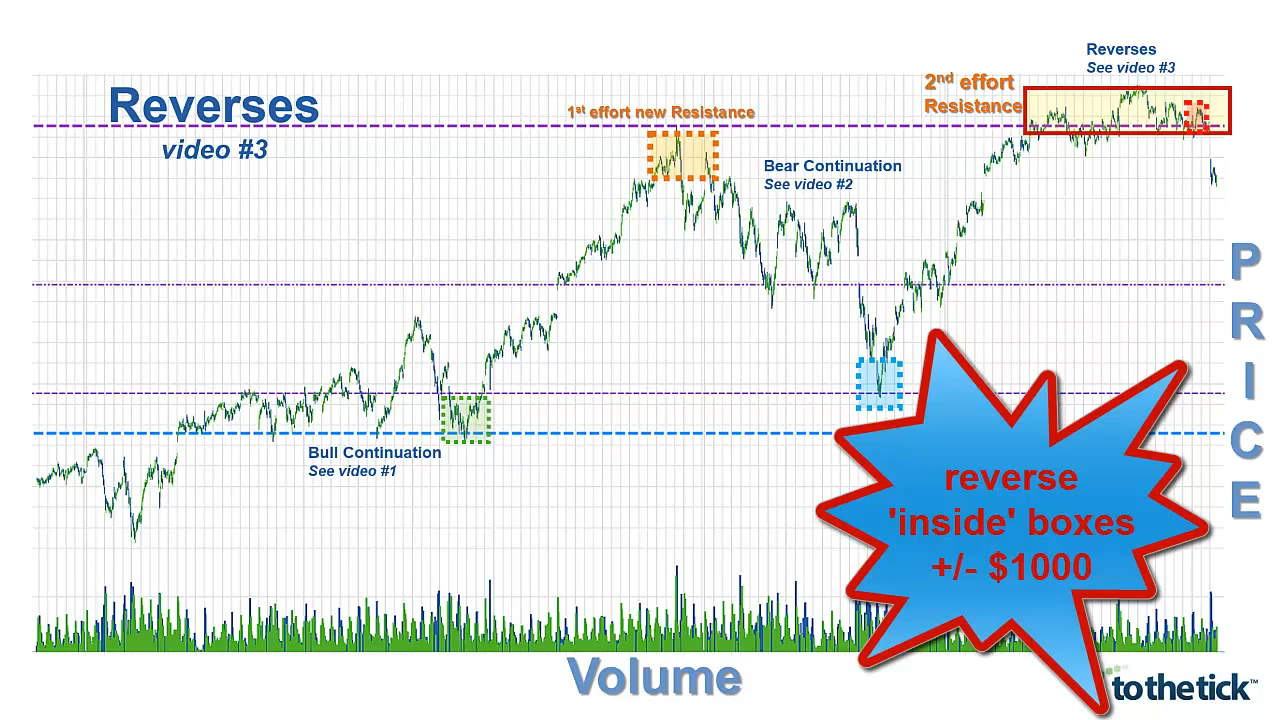 Reverses
video #3
1st effort new Resistance
Bear Continuation
See video #2
2nd effort
Resistance
Reverses
See video #3
Bull Continuation
See video #1
PRICE
reverse
'inside' boxes
+/- $1000
Volume
tothetick™